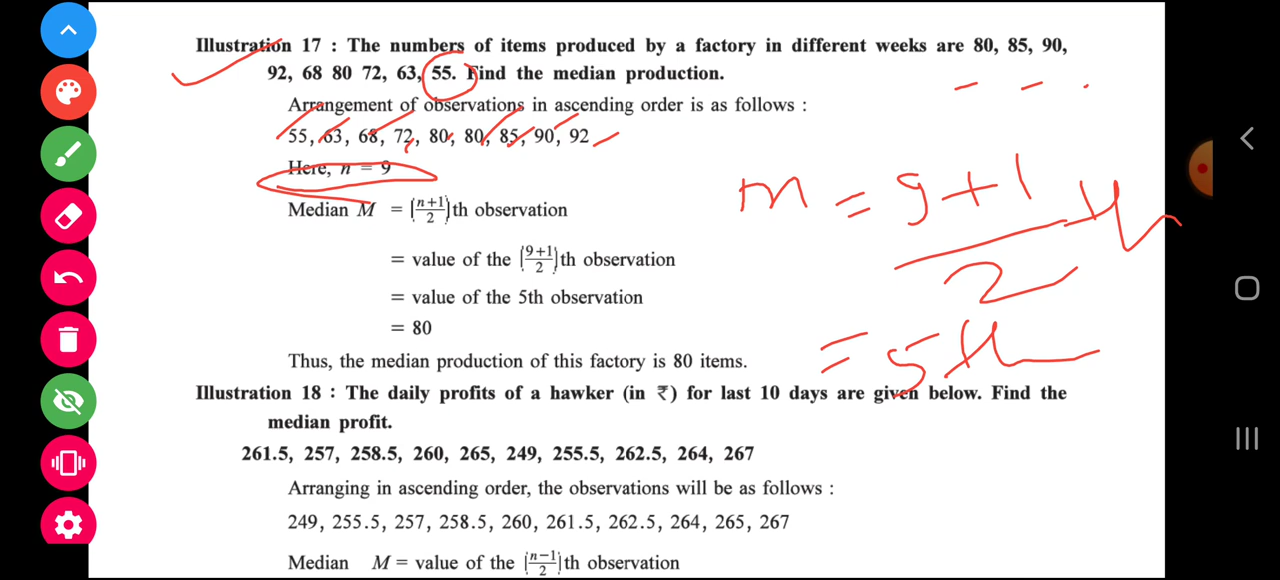 Illustration 17 : The numbers of items produced by a factory in different weeks are 80, 85, 90,
92, 68 80 72, 63, 55. Find the median production.
Arrangement of observations in ascending order is as follows :
55, 63, 68, 72, 80, 80, 85, 90, 92
Here, n = 9
Median M = (n+1/2)th observation
= value of the (9+1/2)th observation
= value of the 5th observation
= 80
Thus, the median production of this factory is 80 items.
m = 9+1/2 th
= 5th
Illustration 18 : The daily profits of a hawker (in ₹) for last 10 days are given below. Find the
median profit.
261.5, 257, 258.5, 260, 265, 249, 255.5, 262.5, 264, 267
Arranging in ascending order, the observations will be as follows :
249, 255.5, 257, 258.5, 260, 261.5, 262.5, 264, 265, 267
Median M = value of the (n−1/2)th observation